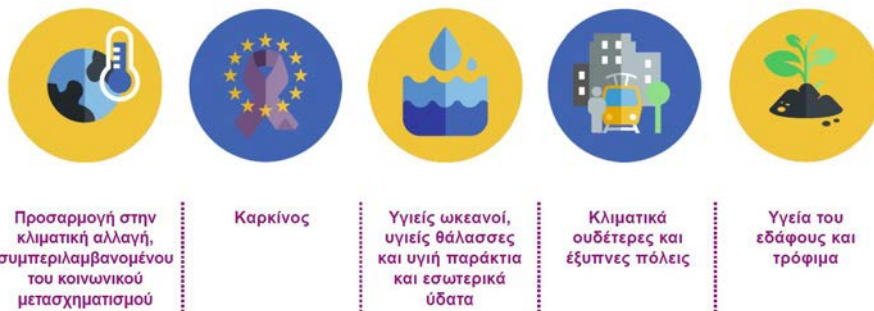 Προσαρμογή στην
κλιματική αλλαγή,
συμπεριλαμβανομένου
του κοινωνικού
μετασχηματισμού
Καρκίνος
Υγιείς ωκεανοί,
υγιείς θάλασσες
και υγιή παράκτια
και εσωτερικά
ύδατα
Κλιματικά
ουδέτερες και
έξυπνες πόλεις
Υγεία του
εδάφους και
τρόφιμα